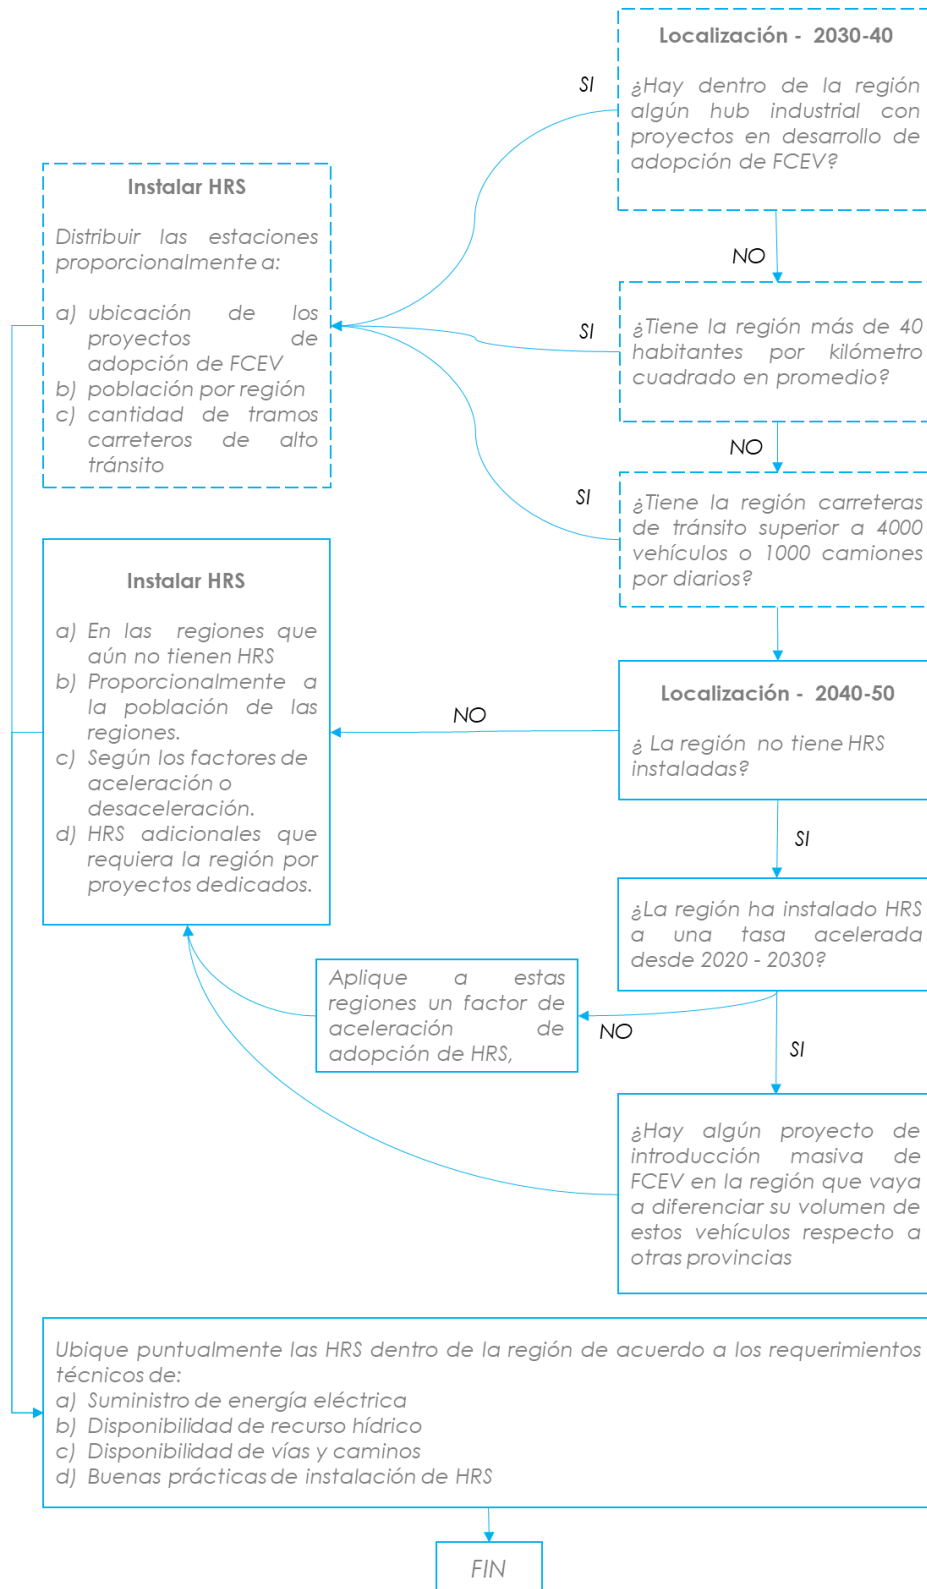 Localización - 2030-40
¿Hay dentro de la región
algún hub industrial con
proyectos en desarrollo de
adopción de FCEV?
SI
NO
Instalar HRS
Distribuir las estaciones
proporcionalmente a:
a) ubicación de los
proyectos de
adopción de FCEV
b) población por región
c) cantidad de tramos
carreteros de alto
tránsito
¿Tiene la región más de 40
habitantes por kilómetro
cuadrado en promedio?
SI
NO
¿Tiene la región carreteras
de tránsito superior a 4000
vehículos o 1000 camiones
por diarios?
SI
Instalar HRS
a) En las regiones que
aún no tienen HRS
b) Proporcionalmente a
la población de las
regiones.
c) Según los factores de
aceleración o
desaceleración.
d) HRS adicionales que
requiera la región por
proyectos dedicados.
Localización - 2040-50
¿ La región no tiene HRS
instaladas?
NO
SI
¿La región ha instalado HRS
a una tasa acelerada
desde 2020 - 2030?
Aplique a estas
regiones un factor de
aceleración de
adopción de HRS,
NO
SI
¿Hay algún proyecto de
introducción masiva de
FCEV en la región que vaya
a diferenciar su volumen de
estos vehículos respecto a
otras provincias
Ubique puntualmente las HRS dentro de la región de acuerdo a los requerimientos
técnicos de:
a) Suministro de energía eléctrica
b) Disponibilidad de recurso hídrico
c) Disponibilidad de vías y caminos
d) Buenas prácticas de instalación de HRS
FIN